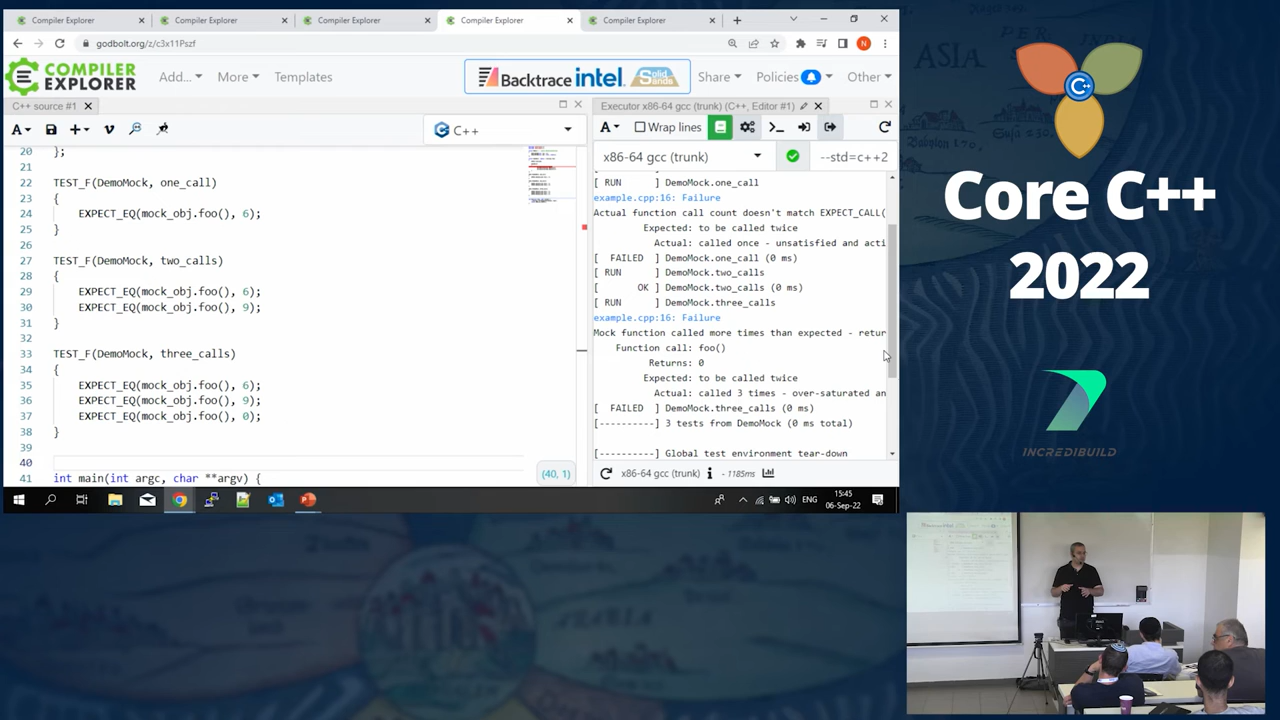 Compiler Explorer
Compiler Explorer
Compiler Explorer
Compiler Explorer
Compiler Explorer
godbolt.org/z/c3x11Pszf
N
COMPILER
EXPLORER
Add...
More
Templates
Backtrace intel. Solid Sands
Share
Policies
Other
C++ source #1
Executor x86-64 gcc (trunk) (C++, Editor #1)
C++
Wrap lines
x86-64 gcc (trunk)
--std=c++2
20 };
21
22 TEST_F(DemoMock, one_call)
23 {
24 EXPECT_EQ(mock_obj.foo(), 6);
25 }
26
27 TEST_F(DemoMock, two_calls)
28 {
29 EXPECT_EQ(mock_obj.foo(), 6);
30 EXPECT_EQ(mock_obj.foo(), 9);
31 }
32
33 TEST_F(DemoMock, three_calls)
34 {
35 EXPECT_EQ(mock_obj.foo(), 6);
36 EXPECT_EQ(mock_obj.foo(), 9);
37 EXPECT_EQ(mock_obj.foo(), 0);
38 }
39
40
41 int main(int argc, char **argv) {
(40, 1)
[ RUN ] DemoMock.one_call
example.cpp:16: Failure
Actual function call count doesn't match EXPECT_CALL(
Expected: to be called twice
Actual: called once - unsatisfied and acti
[ FAILED ] DemoMock.one_call (0 ms)
[ RUN ] DemoMock.two_calls
[ OK ] DemoMock.two_calls (0 ms)
[ RUN ] DemoMock.three_calls
example.cpp:16: Failure
Mock function called more times than expected - retur
Function call: foo()
Returns: 0
Expected: to be called twice
Actual: called 3 times - over-saturated an
[ FAILED ] DemoMock.three_calls (0 ms)
[----------] 3 tests from DemoMock (0 ms total)
[----------] Global test environment tear-down
x86-64 gcc (trunk)
- 1185ms
ENG
15:45
06-Sep-22
ASIA
C++
Core C++
2022
INCREDIBUILD